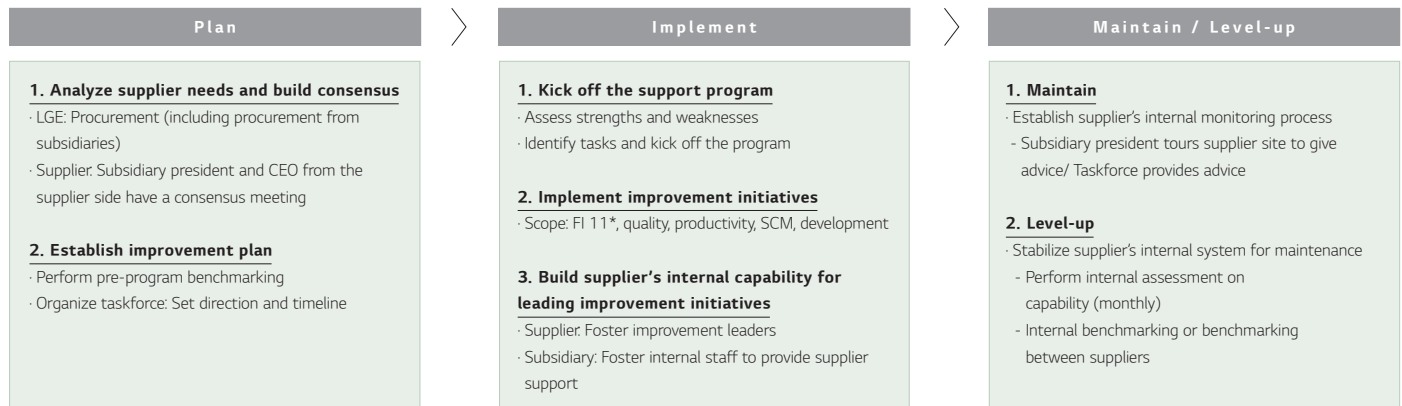 Plan
1. Analyze supplier needs and build consensus
· LGE: Procurement (including procurement from
subsidiaries)
· Supplier: Subsidiary president and CEO from the
supplier side have a consensus meeting
2. Establish improvement plan
· Perform pre-program benchmarking
· Organize taskforce: Set direction and timeline
Implement
1. Kick off the support program
· Assess strengths and weaknesses
· Identify tasks and kick off the program
2. Implement improvement initiatives
· Scope: FI 11*, quality, productivity, SCM, development
3. Build supplier's internal capability for
leading improvement initiatives
· Supplier: Foster improvement leaders
· Subsidiary: Foster internal staff to provide supplier
support
Maintain / Level-up
1. Maintain
· Establish supplier's internal monitoring process
- Subsidiary president tours supplier site to give
advice/ Taskforce provides advice
2. Level-up
· Stabilize supplier's internal system for maintenance
- Perform internal assessment on
capability (monthly)
- Internal benchmarking or benchmarking
between suppliers